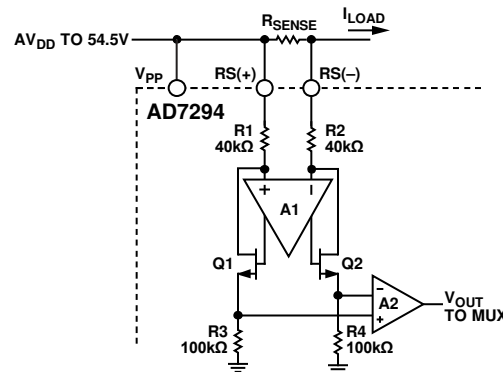 R_SENSE
I_LOAD
AV_DD TO 54.5V
V_PP
RS(+)
RS(–)
AD7294
R1
40kΩ
R2
40kΩ
+
–
A1
Q1
Q2
–
A2
+
V_OUT
TO MUX
R3
100kΩ
R4
100kΩ